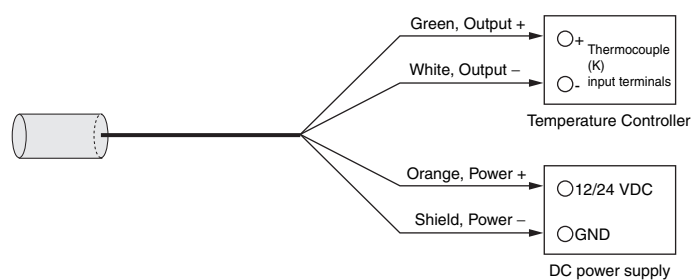 Green, Output +
White, Output –
+
Thermocouple
(K)
- input terminals
Temperature Controller
Orange, Power +
Shield, Power –
12/24 VDC
GND
DC power supply